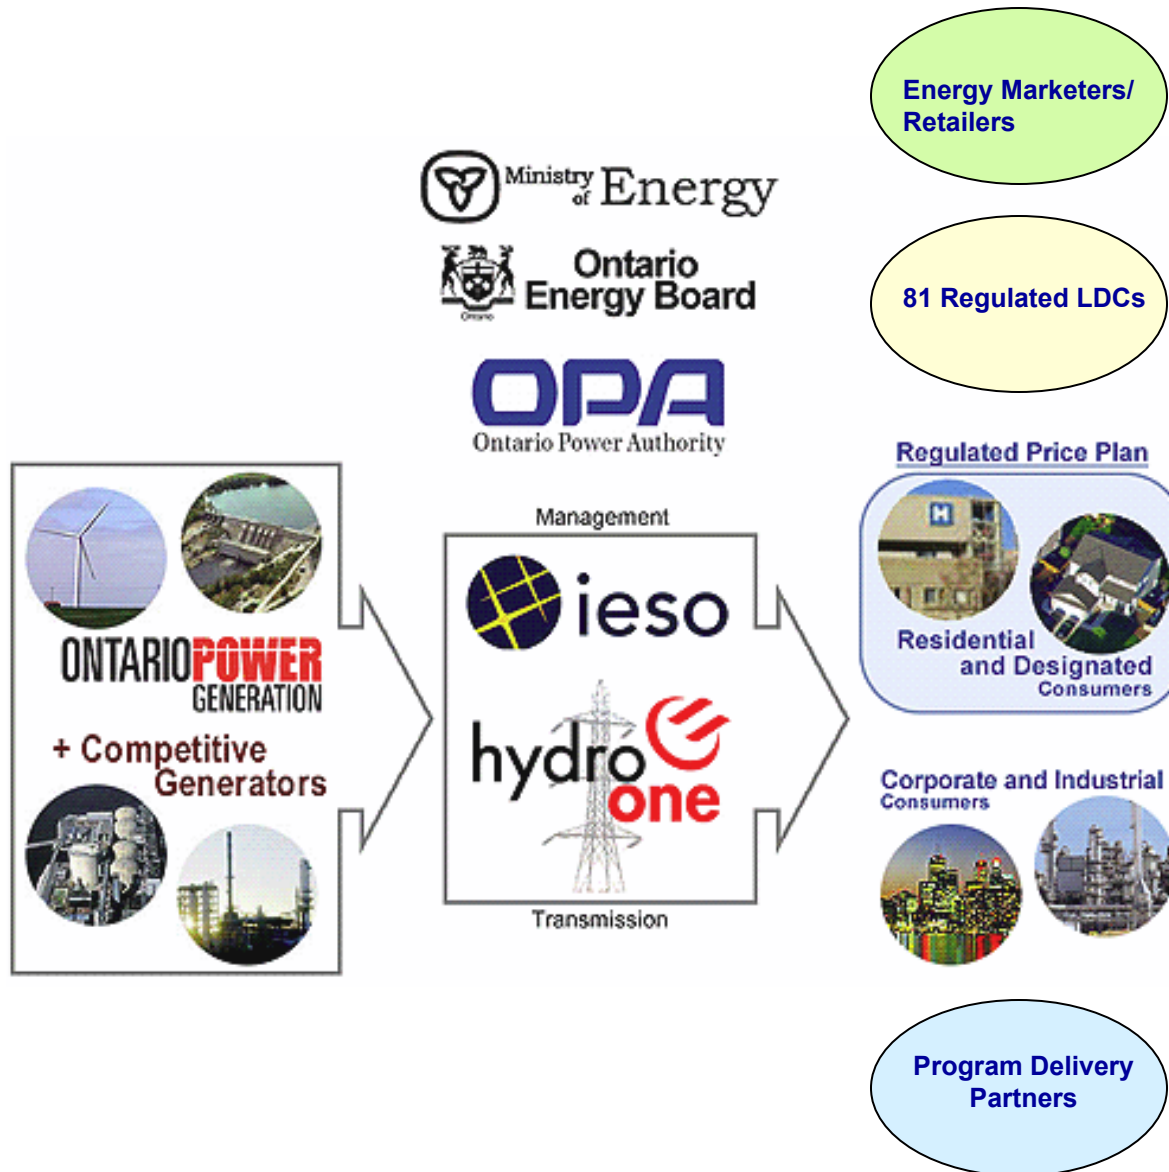 Energy Marketers/
Retailers
Ministry of Energy
Ontario
Energy Board
Ontario
81 Regulated LDCs
OPA
Ontario Power Authority
Regulated Price Plan
H
Residential
and Designated
Consumers
Management
ieso
hydro
one
Transmission
ONTARIOPOWER
GENERATION
+ Competitive
Generators
Corporate and Industrial
Consumers
Program Delivery
Partners